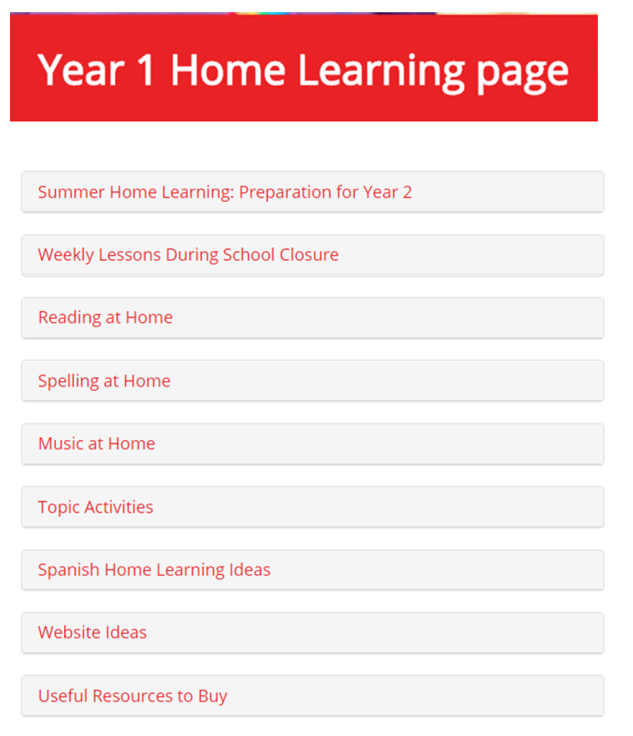 Year 1 Home Learning page
Summer Home Learning: Preparation for Year 2
Weekly Lessons During School Closure
Reading at Home
Spelling at Home
Music at Home
Topic Activities
Spanish Home Learning Ideas
Website Ideas
Useful Resources to Buy